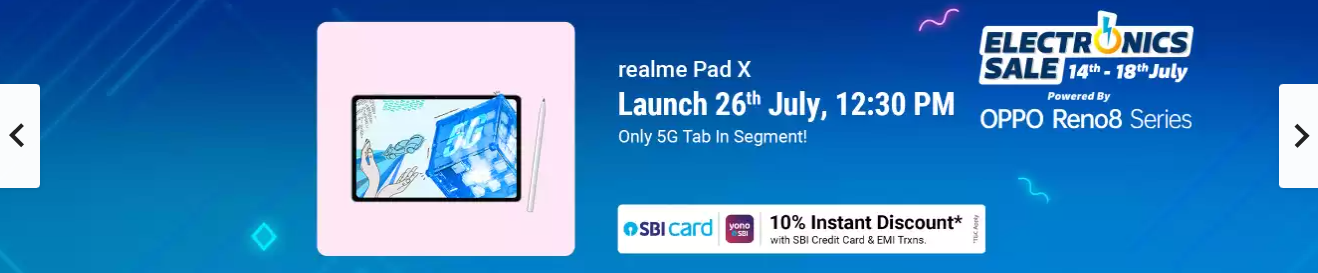 realme Pad X
Launch 26th July, 12:30 PM
Only 5G Tab In Segment!
5G
SBI card
yono
SBI
10% Instant Discount*
with SBI Credit Card & EMI Trxns.
*T&C Apply
ELECTRONICS
SALE 14th - 18th July
Powered By
OPPO Reno8 Series